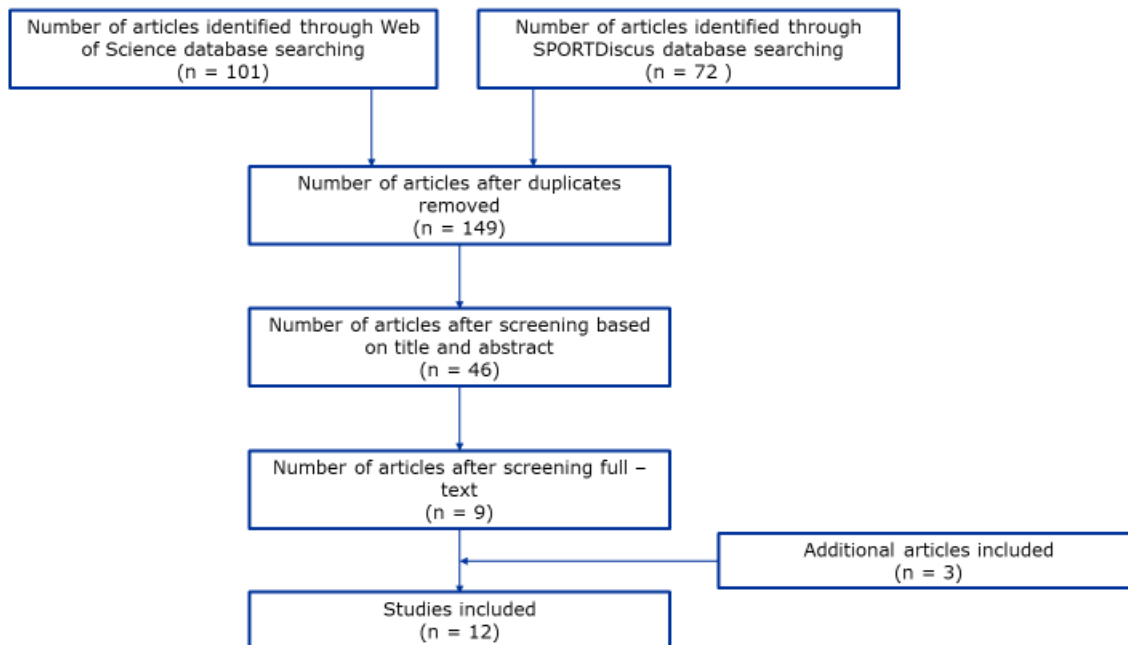 Number of articles identified through Web
of Science database searching
(n = 101)
Number of articles identified through
SPORTDiscus database searching
(n = 72 )
Number of articles after duplicates
removed
(n = 149)
Number of articles after screening based
on title and abstract
(n = 46)
Number of articles after screening full –
text
(n = 9)
Additional articles included
(n = 3)
Studies included
(n = 12)